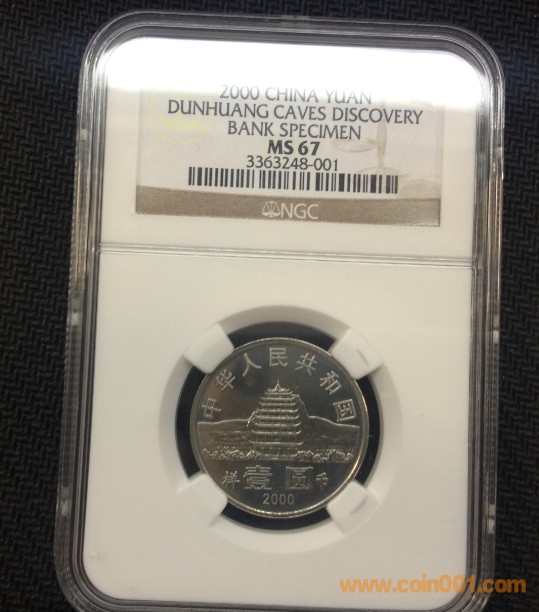 2000 CHINA YUAN
DUNHUANG CAVES DISCOVERY
BANK SPECIMEN
MS 67
3363248-001
NGC
中华人民共和国
样 壹圆 币
2000
www.coin001.com